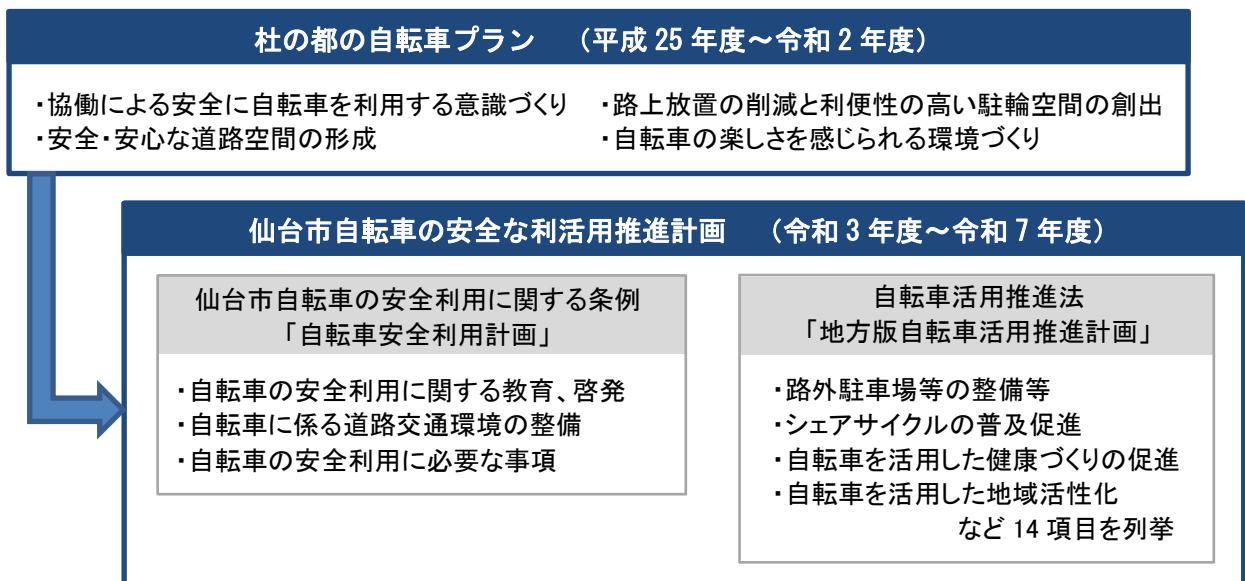 杜の都の自転車プラン （平成 25 年度～令和 2 年度）
・協働による安全に自転車を利用する意識づくり
・安全・安心な道路空間の形成
・路上放置の削減と利便性の高い駐輪空間の創出
・自転車の楽しさを感じられる環境づくり
仙台市自転車の安全な利活用推進計画 （令和 3 年度～令和 7 年度）
仙台市自転車の安全利用に関する条例
「自転車安全利用計画」
・自転車の安全利用に関する教育、啓発
・自転車に係る道路交通環境の整備
・自転車の安全利用に必要な事項
自転車活用推進法
「地方版自転車活用推進計画」
・路外駐車場等の整備等
・シェアサイクルの普及促進
・自転車を活用した健康づくりの促進
・自転車を活用した地域活性化
など 14 項目を列挙